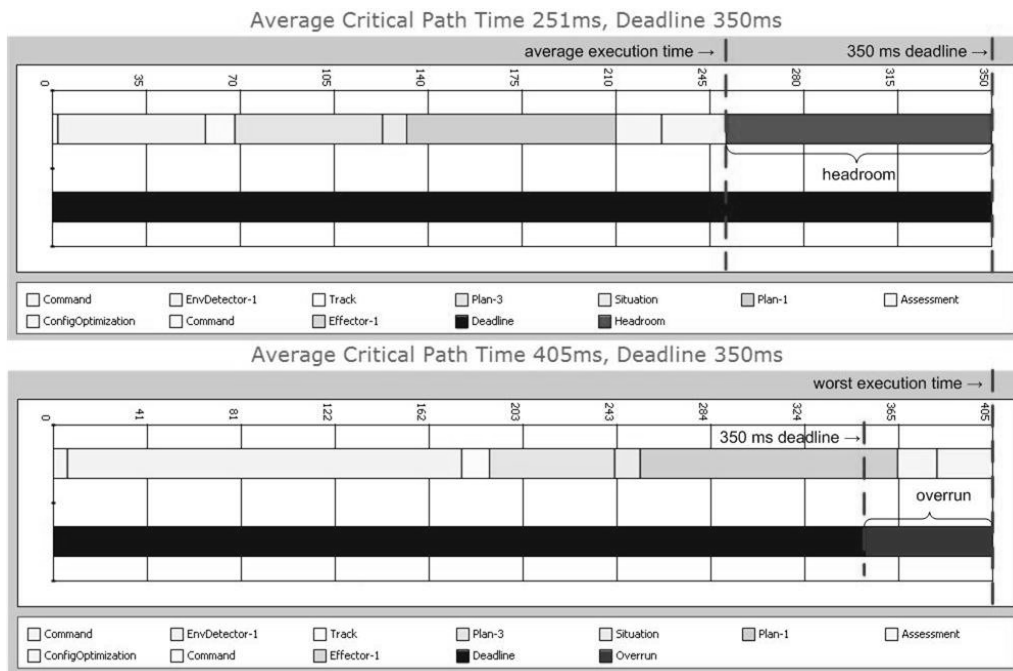 Average Critical Path Time 251ms, Deadline 350ms
average execution time → 350 ms deadline →
0 35 70 105 140 175 210 245 280 315 350
headroom
Command EnvDetector-1 Track Plan-3 Situation Plan-1 Assessment
ConfigOptimization Command Effector-1 Deadline Headroom
Average Critical Path Time 405ms, Deadline 350ms
worst execution time →
0 41 81 122 162 203 243 284 324 365 405
350 ms deadline →
overrun
Command EnvDetector-1 Track Plan-3 Situation Plan-1 Assessment
ConfigOptimization Command Effector-1 Deadline Overrun